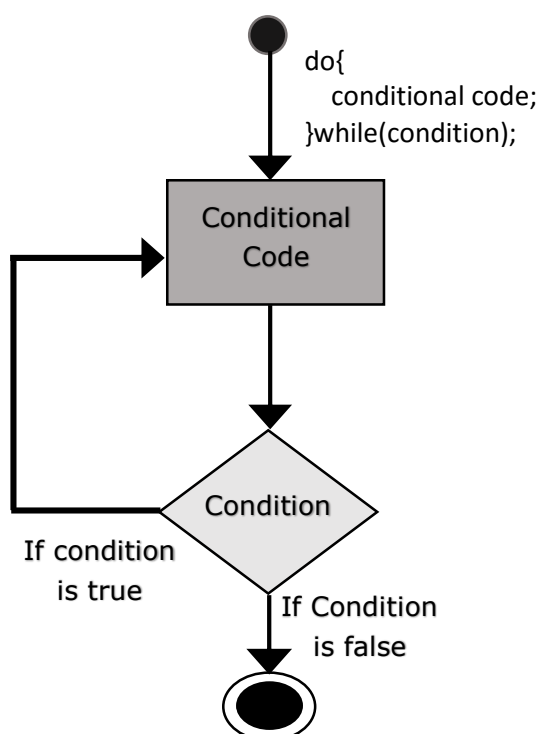 do{
conditional code;
}while(condition);
Conditional
Code
Condition
If condition
is true
If Condition
is false